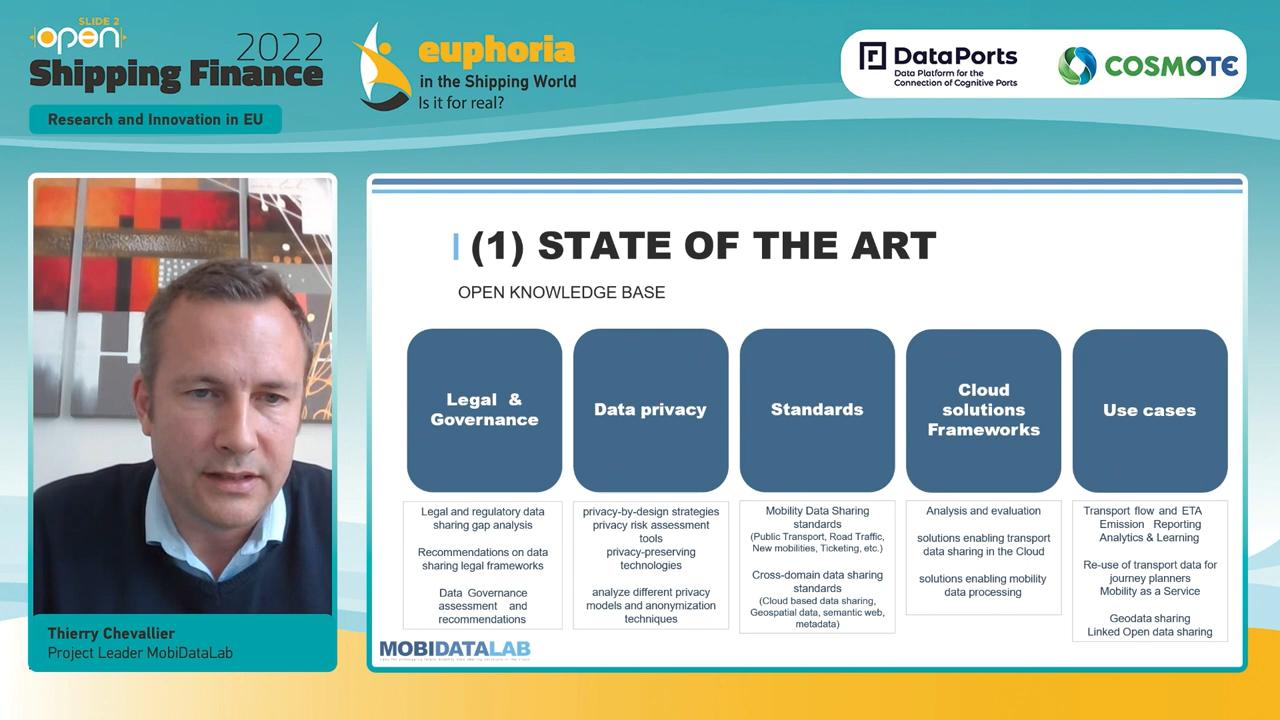 SLIDE 2
open
2022
Shipping Finance
Research and Innovation in EU
euphoria
in the Shipping World
Is it for real?
DataPorts
Data Platform for the
Connection of Cognitive Ports
COSMOTE
(1) STATE OF THE ART
OPEN KNOWLEDGE BASE
Legal &
Governance
Legal and regulatory data
sharing gap analysis
Recommendations on data
sharing legal frameworks
Data Governance
assessment and
recommendations
Data privacy
privacy-by-design strategies
privacy risk assessment
tools
privacy-preserving
technologies
analyze different privacy
models and anonymization
techniques
Standards
Mobility Data Sharing
standards
(Public Transport, Road Traffic,
New mobilities, Ticketing, etc.)
Cross-domain data sharing
standards
(Cloud based data sharing,
Geospatial data, semantic web,
metadata)
Cloud
solutions
Frameworks
Analysis and evaluation
solutions enabling transport
data sharing in the Cloud
solutions enabling mobility
data processing
Use cases
Transport flow and ETA
Emission Reporting
Analytics & Learning
Re-use of transport data for
journey planners
Mobility as a Service
Geodata sharing
Linked Open data sharing
MOBIDATALAB
Thierry Chevallier
Project Leader MobiDataLab